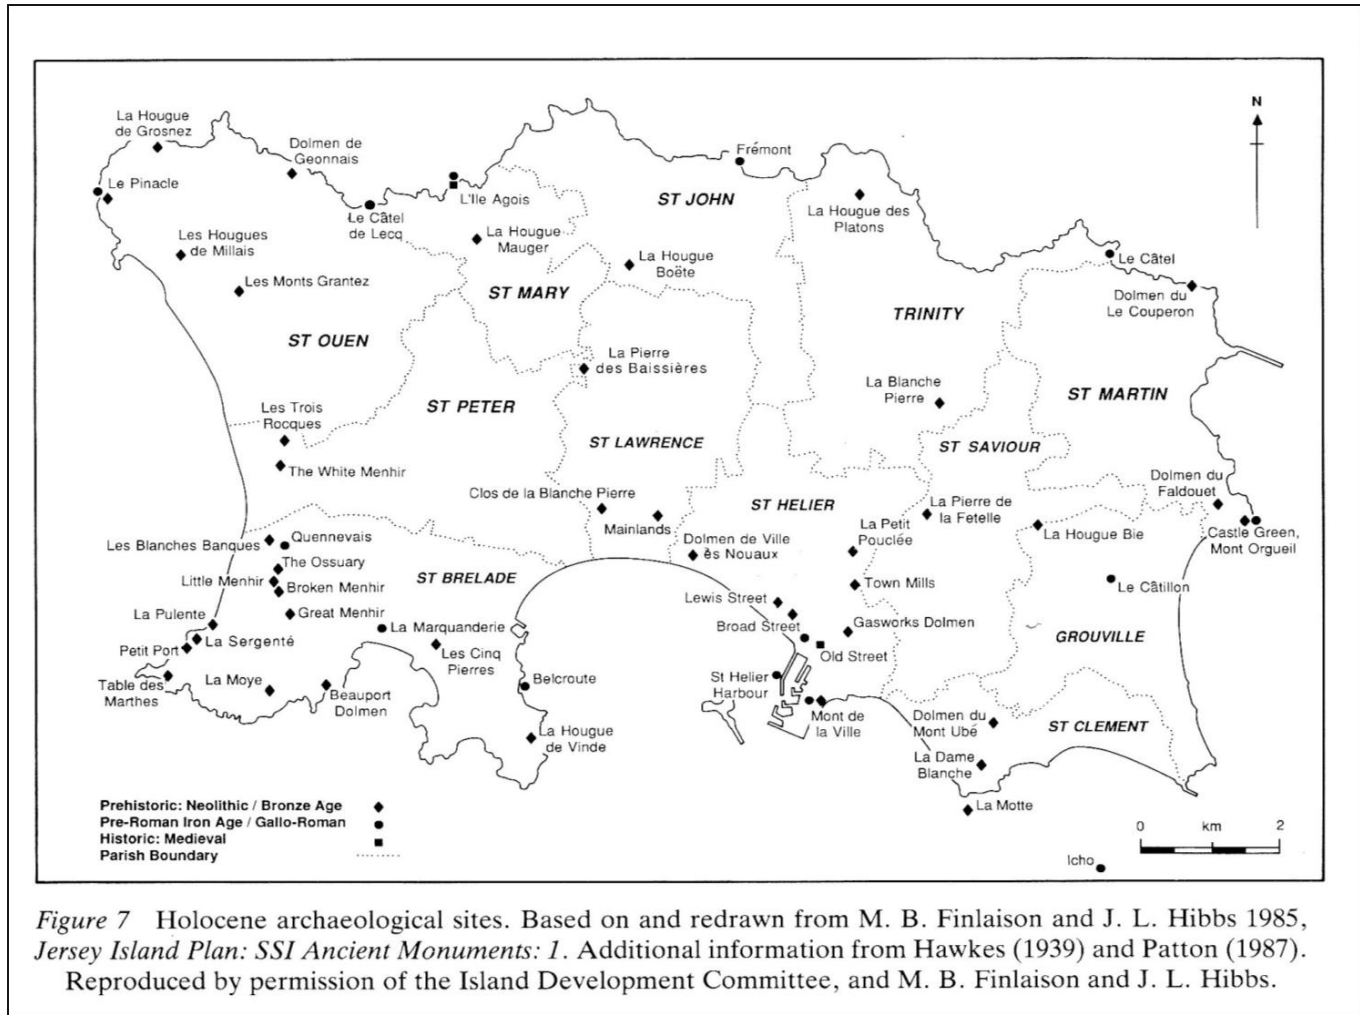 N
La Hougue
de Grosnez
Dolmen de
Geonnais
Frémont
Le Pinacle
L'Ile Agois
ST JOHN
La Hougue des
Platons
Le Câtel
de Lecq
La Hougue
Mauger
Les Hougues
de Millais
La Hougue
Boëte
Le Câtel
Les Monts Grantez
ST MARY
Dolmen du
Le Couperon
TRINITY
ST OUEN
La Pierre
des Baissières
La Blanche
Pierre
ST MARTIN
ST PETER
Les Trois
Rocques
ST LAWRENCE
ST SAVIOUR
The White Menhir
Dolmen du
Faldouet
Clos de la Blanche Pierre
ST HELIER
La Pierre de
la Fetelle
Mainlands
La Petit
Pouclée
La Hougue Bie
Castle Green,
Mont Orgueil
Les Blanches Banques
Quennevais
Dolmen de Ville
ès Nouaux
The Ossuary
ST BRELADE
Little Menhir
Broken Menhir
Town Mills
Le Câtillon
Lewis Street
La Pulente
Great Menhir
Broad Street
Gasworks Dolmen
La Marquanderie
GROUVILLE
La Sergenté
Petit Port
Les Cinq
Pierres
Old Street
Table des
Marthes
La Moye
Beauport
Dolmen
Belcroute
St Helier
Harbour
Mont de
la Ville
Dolmen du
Mont Ubé
ST CLEMENT
La Hougue
de Vinde
La Dame
Blanche
La Motte
Prehistoric: Neolithic / Bronze Age
Pre-Roman Iron Age / Gallo-Roman
Historic: Medieval
Parish Boundary
0 km 2
Icho
Figure 7 Holocene archaeological sites. Based on and redrawn from M. B. Finlaison and J. L. Hibbs 1985,
Jersey Island Plan: SSI Ancient Monuments: 1. Additional information from Hawkes (1939) and Patton (1987).
Reproduced by permission of the Island Development Committee, and M. B. Finlaison and J. L. Hibbs.